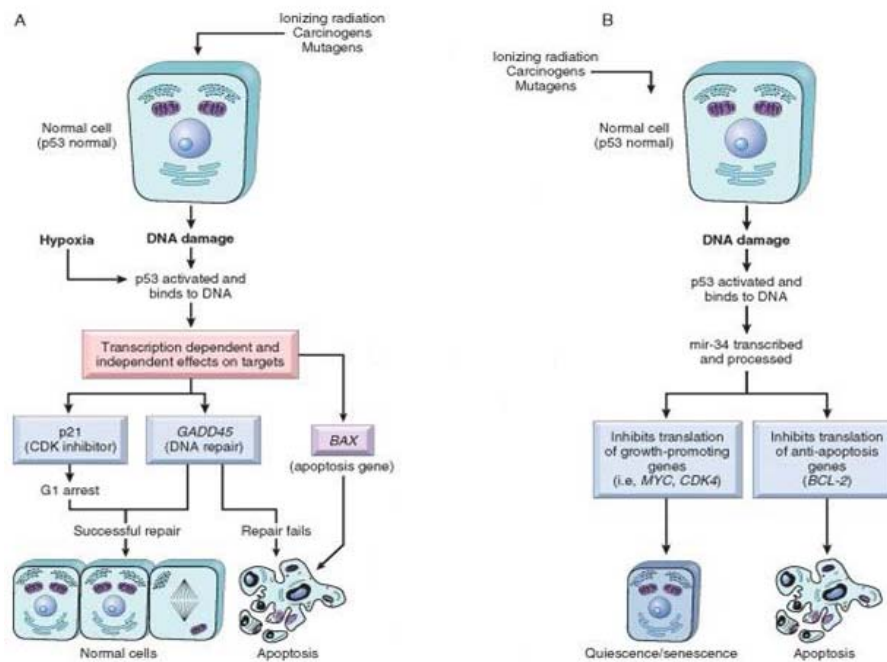 A
Ionizing radiation
Carcinogens
Mutagens
Normal cell
(p53 normal)
Hypoxia
DNA damage
p53 activated and
binds to DNA
Transcription dependent and
independent effects on targets
p21
(CDK inhibitor)
GADD45
(DNA repair)
BAX
(apoptosis gene)
G1 arrest
Successful repair
Repair fails
Normal cells
Apoptosis
B
Ionizing radiation
Carcinogens
Mutagens
Normal cell
(p53 normal)
DNA damage
p53 activated and
binds to DNA
mir-34 transcribed
and processed
Inhibits translation
of growth-promoting
genes
(i.e, MYC, CDK4)
Inhibits translation
of anti-apoptosis
genes
(BCL-2)
Quiescence/senescence
Apoptosis